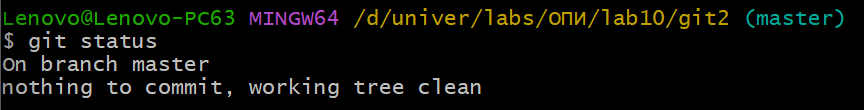 Lenovo@Lenovo-PC63 MINGW64 /d/univer/labs/ОПИ/lab10/git2 (master)
$ git status
On branch master
nothing to commit, working tree clean